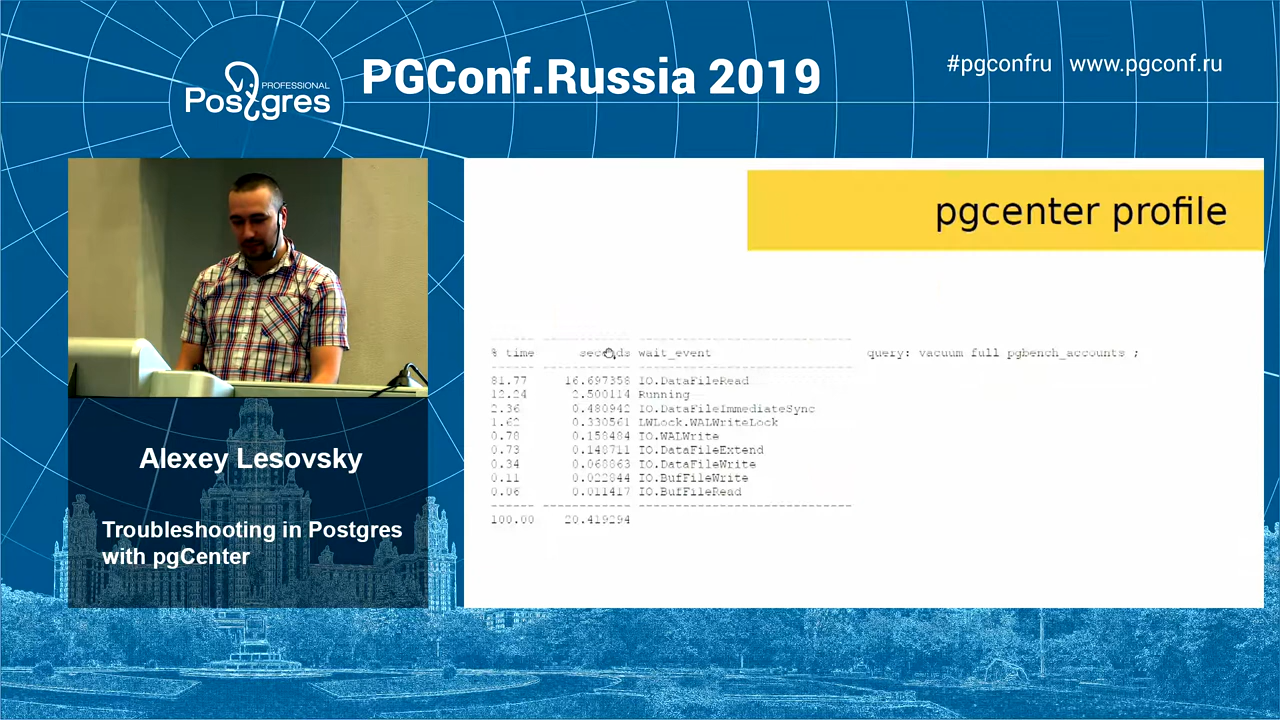 PROFESSIONAL
Postgres
PGConf.Russia 2019
#pgconfru www.pgconf.ru
pgcenter profile
% time seconds wait_event query: vacuum full pgbench_accounts ;
------ ------------ -----------------------------
81.77 16.697358 IO.DataFileRead
12.24 2.500114 Running
2.36 0.480942 IO.DataFileImmediateSync
1.62 0.330561 LWLock.WALWriteLock
0.78 0.158484 IO.WALWrite
0.73 0.148711 IO.DataFileExtend
0.34 0.068863 IO.DataFileWrite
0.11 0.022844 IO.BufFileWrite
0.06 0.011417 IO.BufFileRead
------ ------------ -----------------------------
100.00 20.419294
Alexey Lesovsky
Troubleshooting in Postgres
with pgCenter